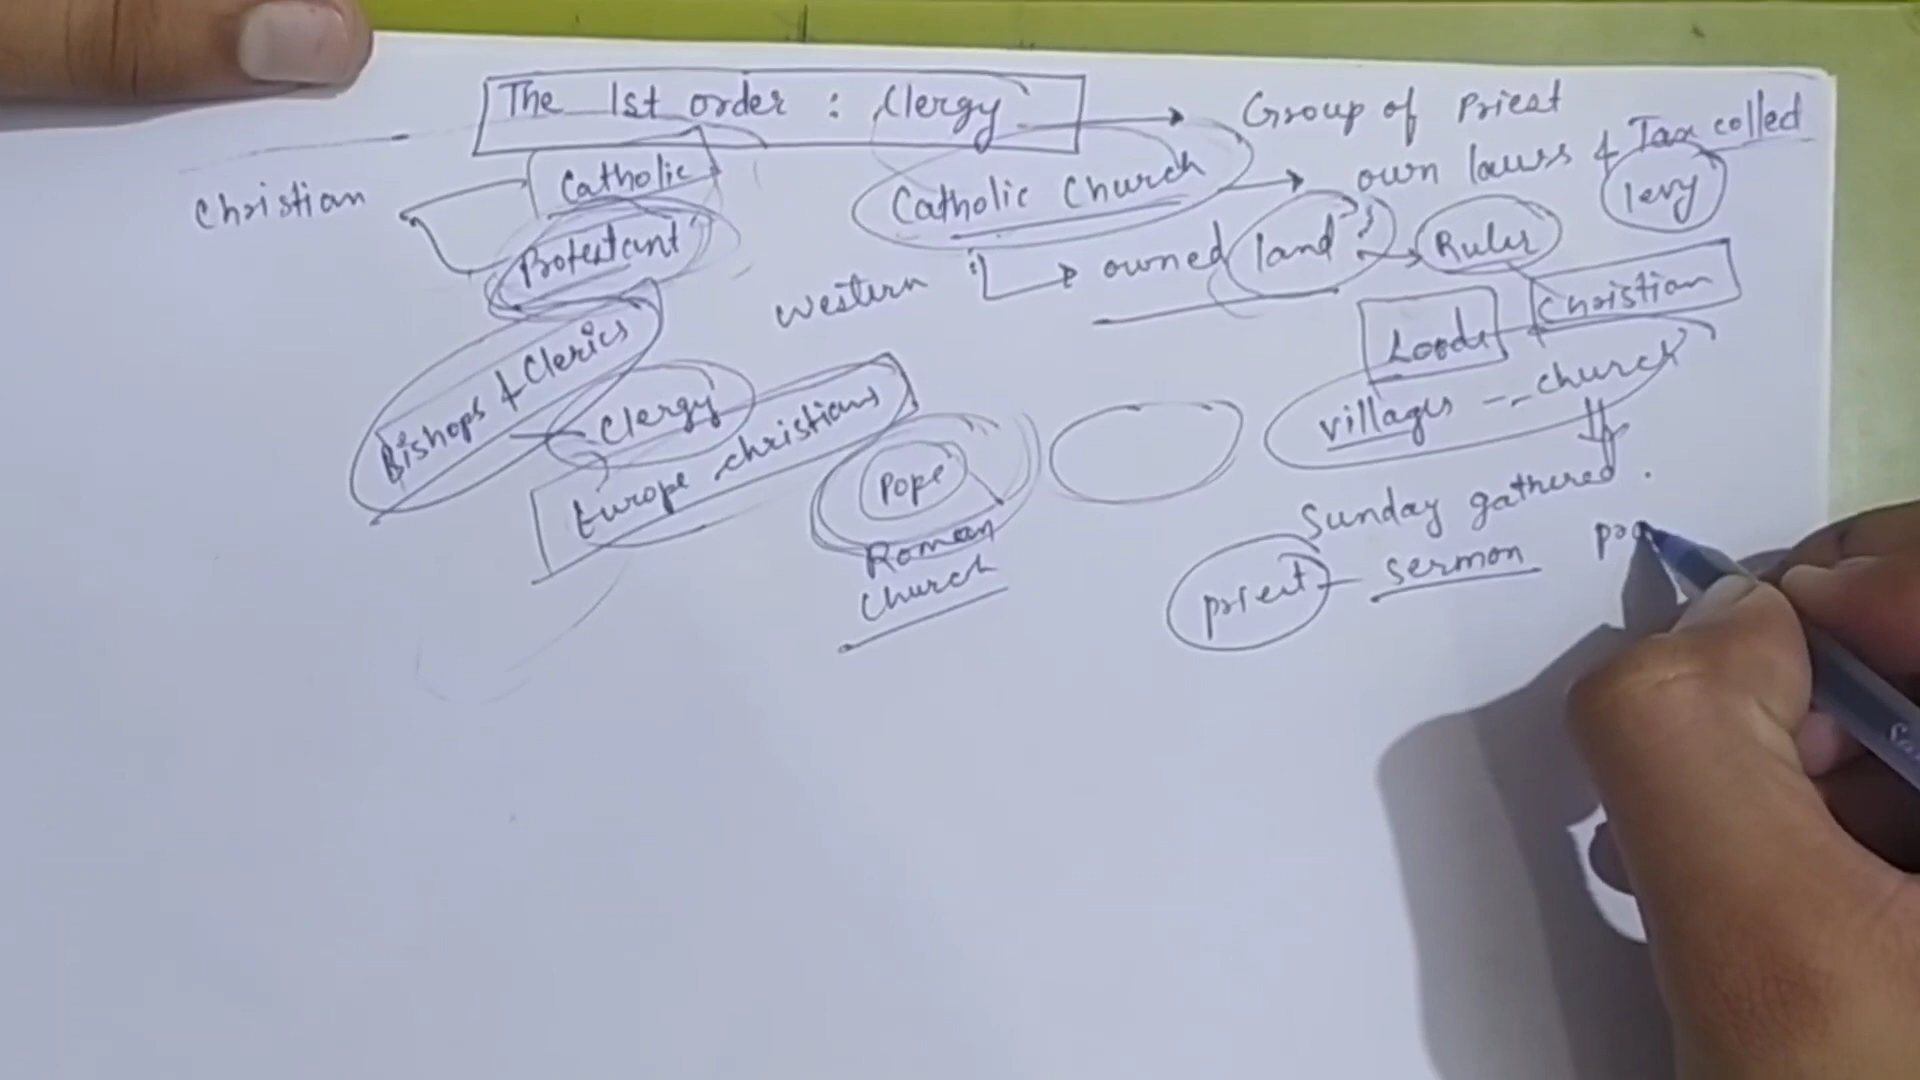 The 1st order : Clergy
Group of Priest
Christian
Catholic
Protestant
Catholic Church
own laws & Tax colled
levy
western
owned land
Ruler
Christian
Lords
Bishops & Clerics
Clergy
Europe christians
villages -- church
Pope
Roman
church
Sunday gathered.
priest - sermon